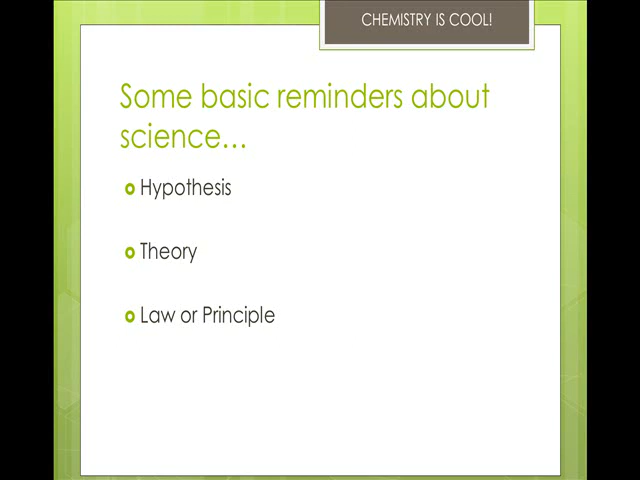 CHEMISTRY IS COOL!
Some basic reminders about
science...
Hypothesis
Theory
Law or Principle